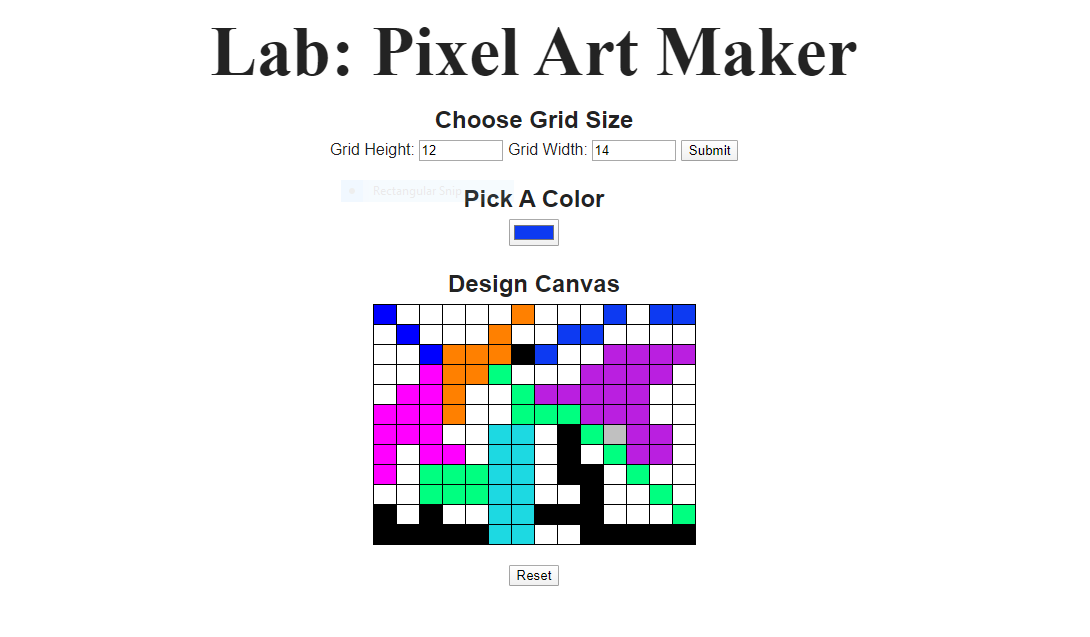 Lab: Pixel Art Maker
Choose Grid Size
Grid Height: 12 Grid Width: 14 Submit
Rectangular Snip
Pick A Color
Design Canvas
Reset